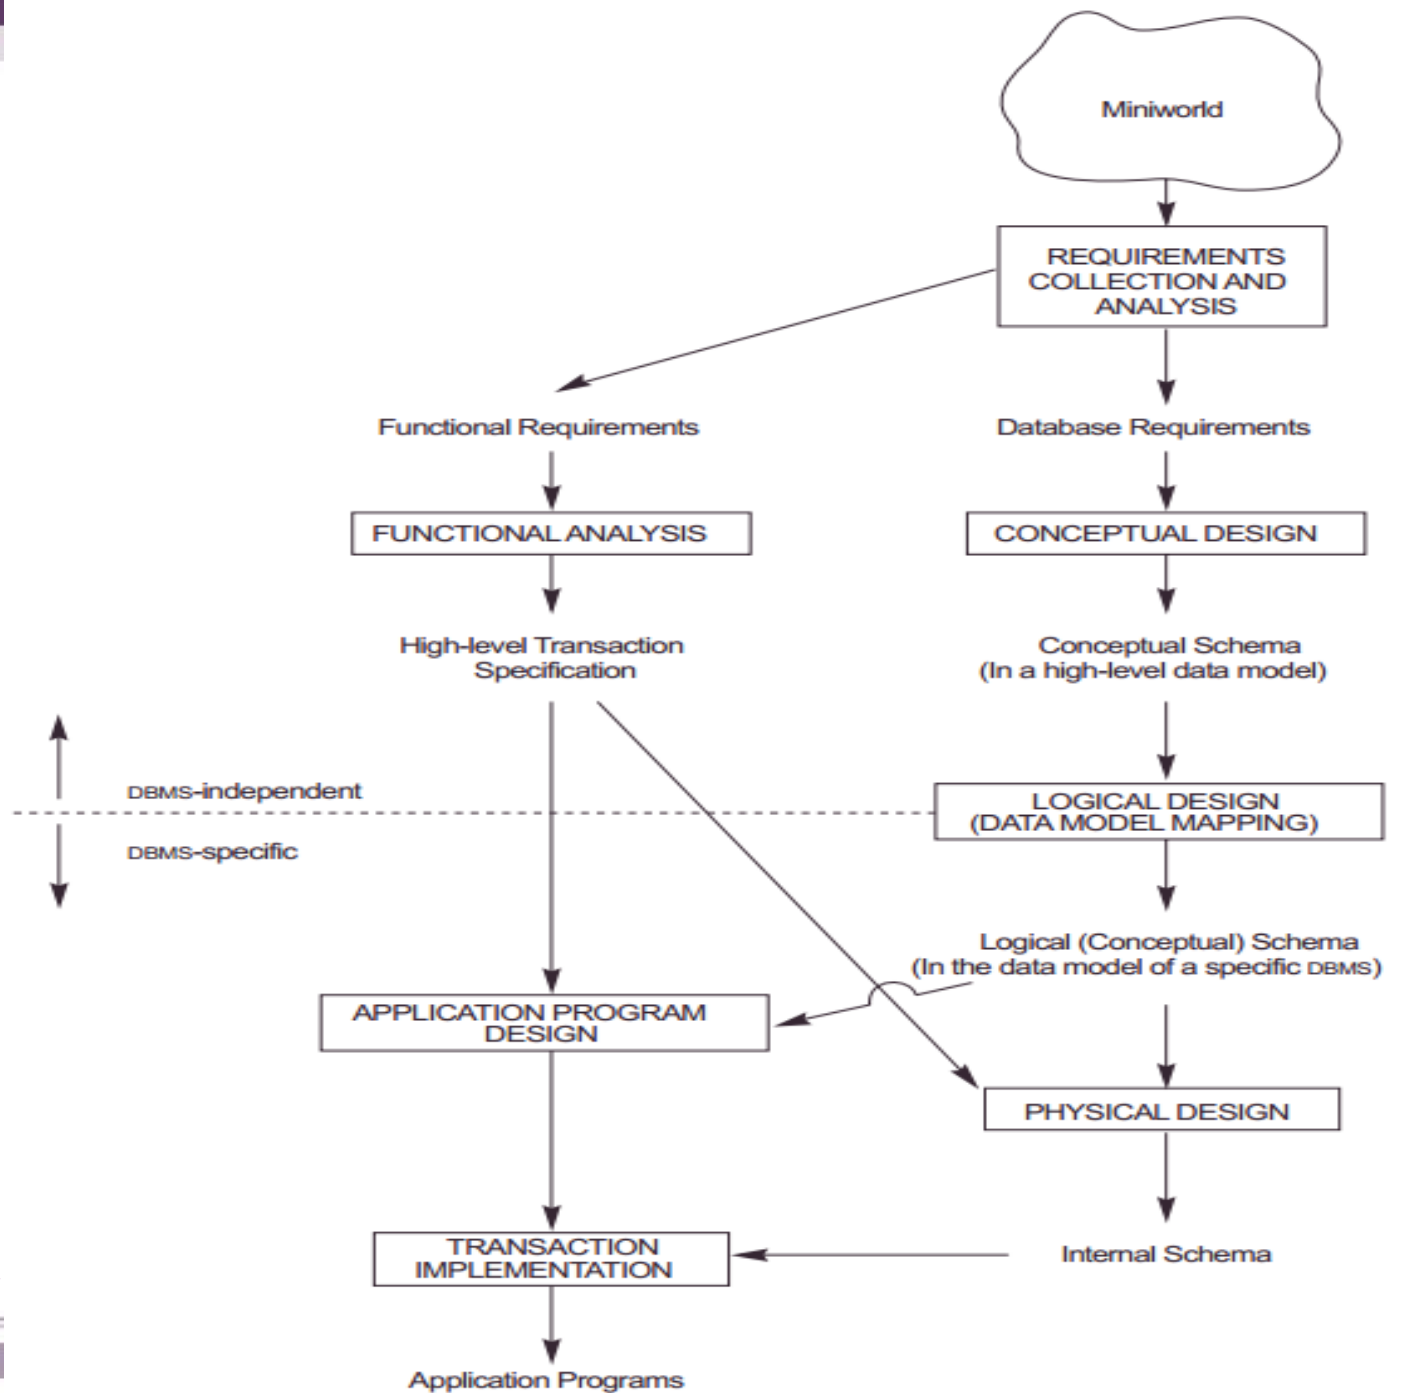 Miniworld
REQUIREMENTS
COLLECTION AND
ANALYSIS
Functional Requirements
Database Requirements
FUNCTIONAL ANALYSIS
CONCEPTUAL DESIGN
High-level Transaction
Specification
Conceptual Schema
(In a high-level data model)
DBMS-independent
LOGICAL DESIGN
(DATA MODEL MAPPING)
DBMS-specific
Logical (Conceptual) Schema
(In the data model of a specific DBMS)
APPLICATION PROGRAM
DESIGN
PHYSICAL DESIGN
TRANSACTION
IMPLEMENTATION
Internal Schema
Application Programs